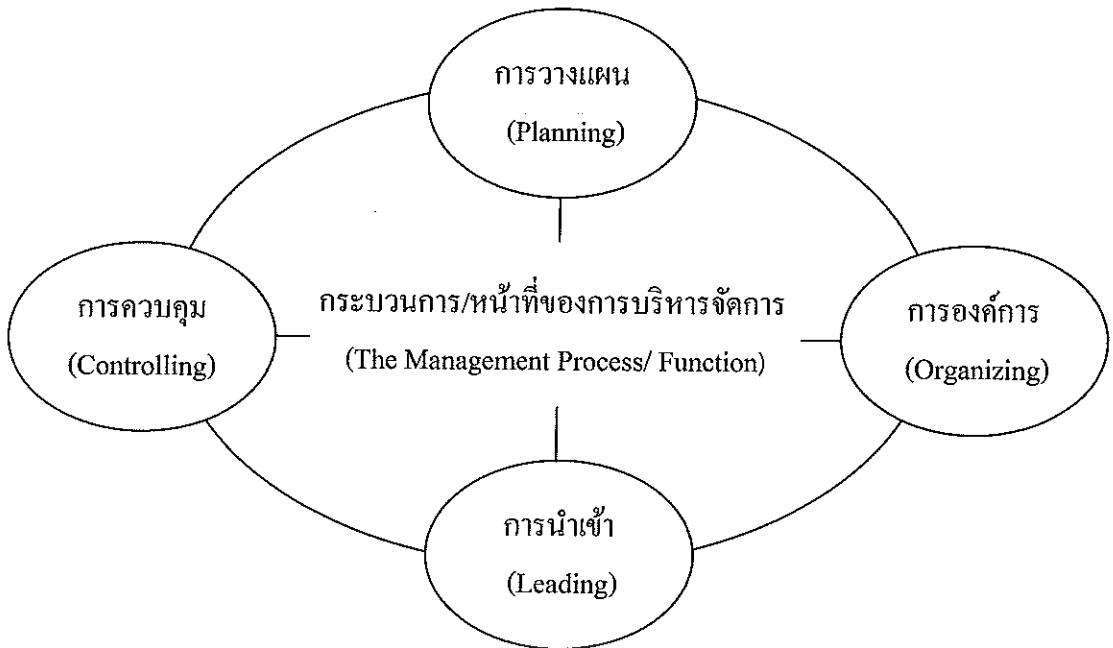 การวางแผน
(Planning)
การควบคุม
(Controlling)
กระบวนการ/หน้าที่ของการบริหารจัดการ
(The Management Process/ Function)
การองค์การ
(Organizing)
การนำเข้า
(Leading)